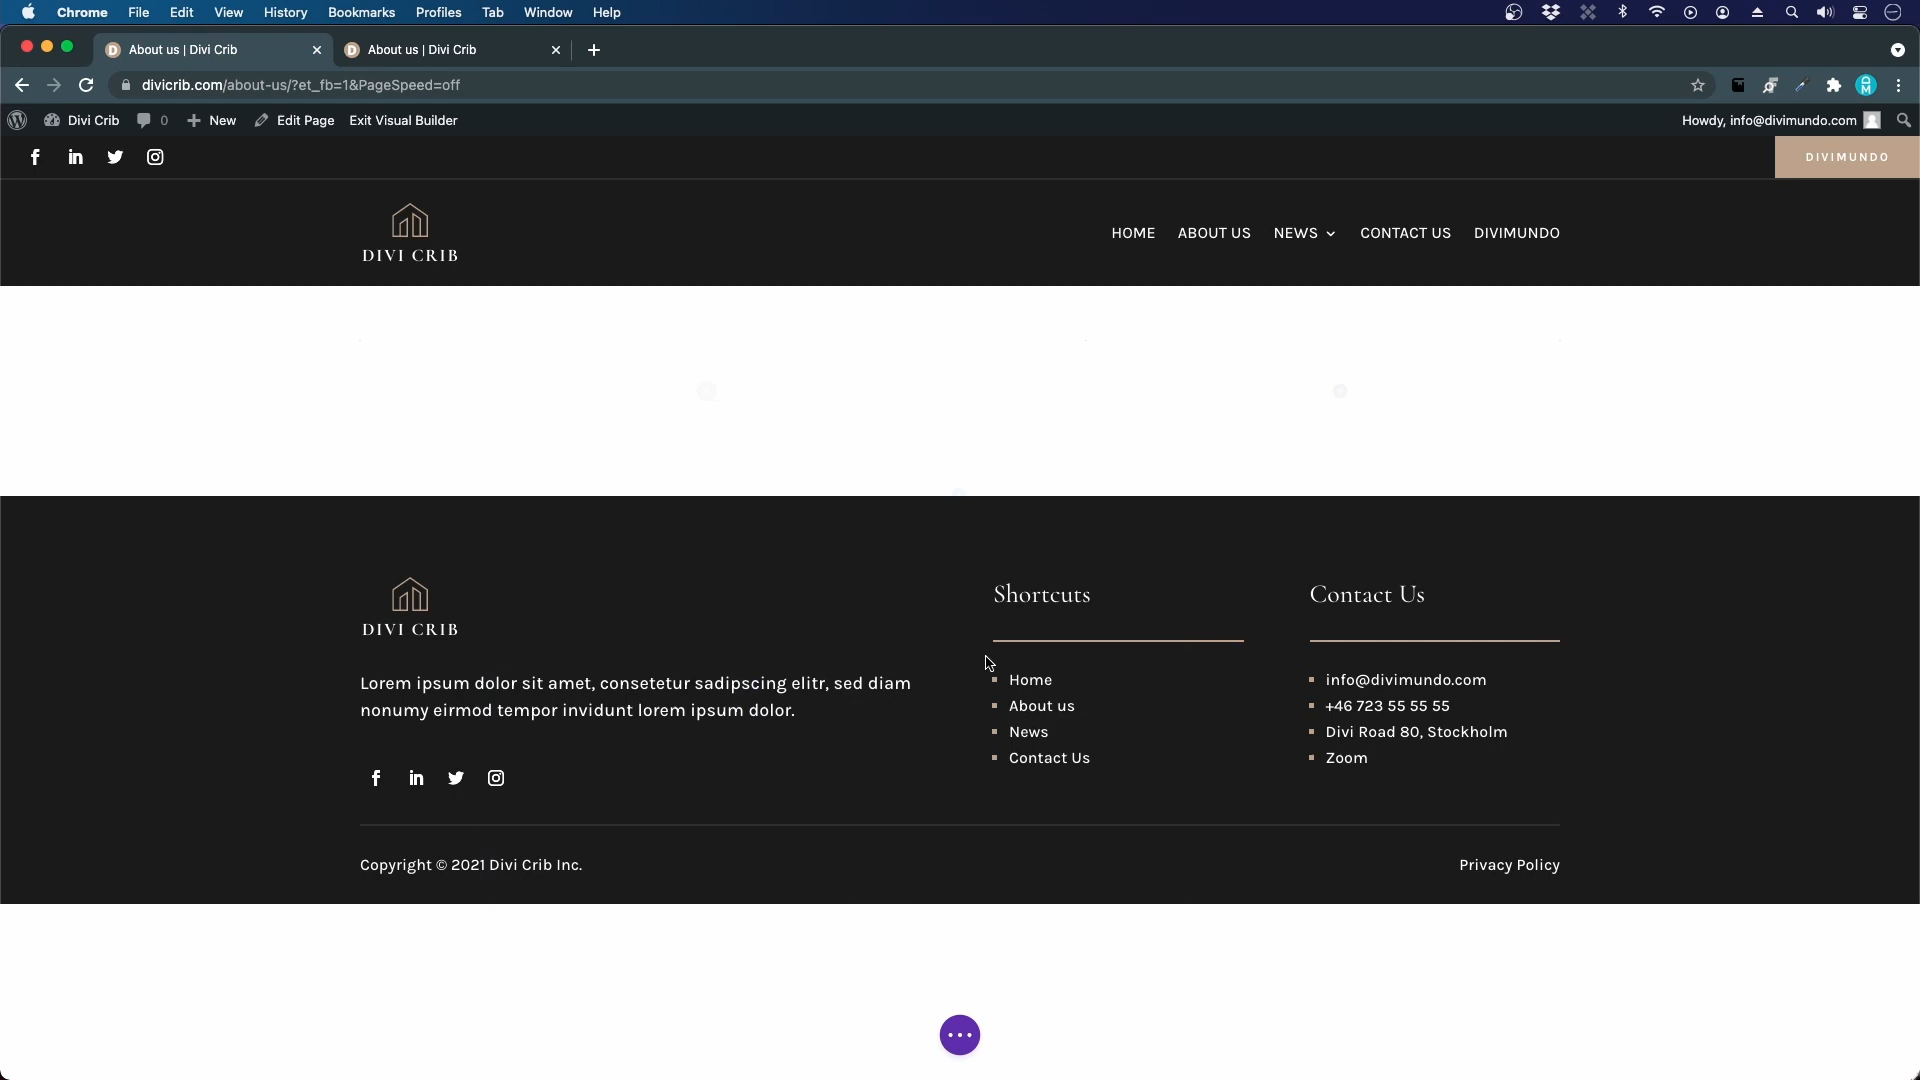 Chrome File Edit View History Bookmarks Profiles Tab Window Help
D About us | Divi Crib D About us | Divi Crib
divicrib.com/about-us/?et_fb=1&PageSpeed=off
DM
Divi Crib 0 New Edit Page Exit Visual Builder Howdy, info@divimundo.com
DIVIMUNDO
DIVI CRIB
HOME ABOUT US NEWS CONTACT US DIVIMUNDO
DIVI CRIB
Lorem ipsum dolor sit amet, consetetur sadipscing elitr, sed diam
nonumy eirmod tempor invidunt lorem ipsum dolor.
Shortcuts
Home
About us
News
Contact Us
Contact Us
info@divimundo.com
+46 723 55 55 55
Divi Road 80, Stockholm
Zoom
Copyright © 2021 Divi Crib Inc. Privacy Policy